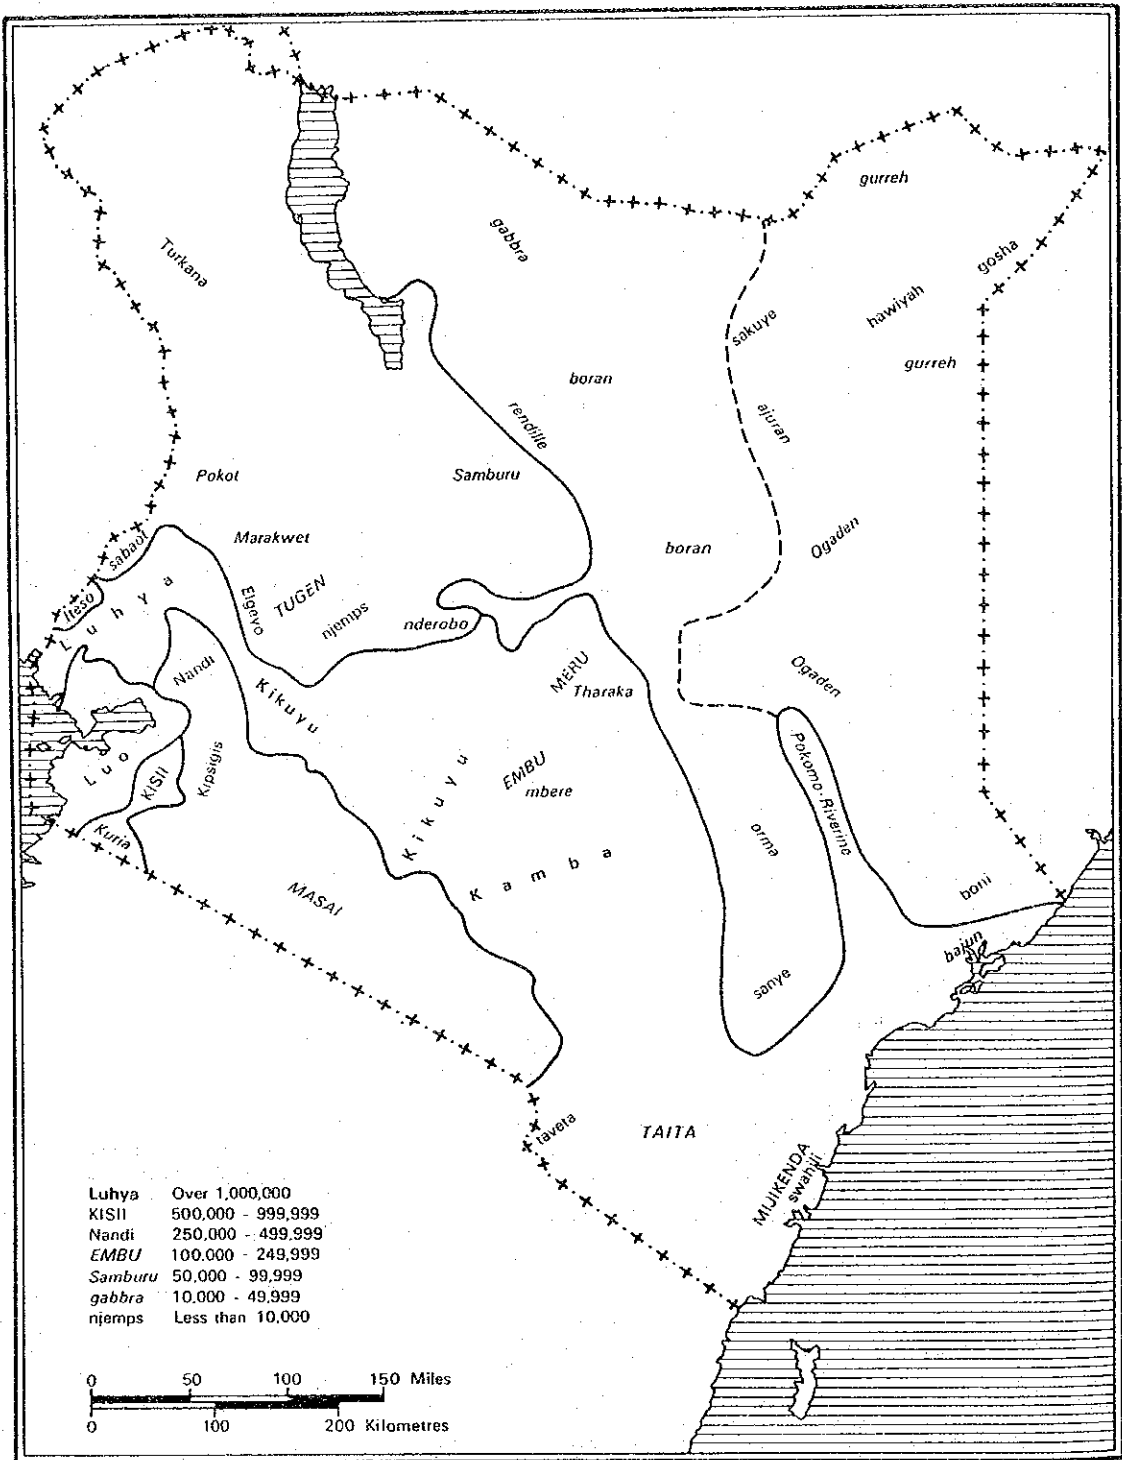 gurreh
gabbra
gosha
Turkana
hawiyah
sakuye
gurreh
boran
rendille
ajuran
Pokot
Samburu
Marakwet
Ogaden
boran
sabaot
Iteso
Luhya
Elgeyo
TUGEN
njemps
nderobo
Nandi
Kikuyu
MERU
Tharaka
Ogaden
Luo
KISII
Kipsigis
Kikuyu
EMBU
mbere
Pokomo-Riverine
orma
Kuria
Kamba
MASAI
boni
bajun
sanye
taveta
TAITA
MIJIKENDA
swahili
Luhya Over 1,000,000
KISII 500,000 - 999,999
Nandi 250,000 - 499,999
EMBU 100.000 - 249,999
Samburu 50,000 - 99,999
gabbra 10,000 - 49,999
njemps Less than 10,000
0 50 100 150 Miles
0 100 200 Kilometres